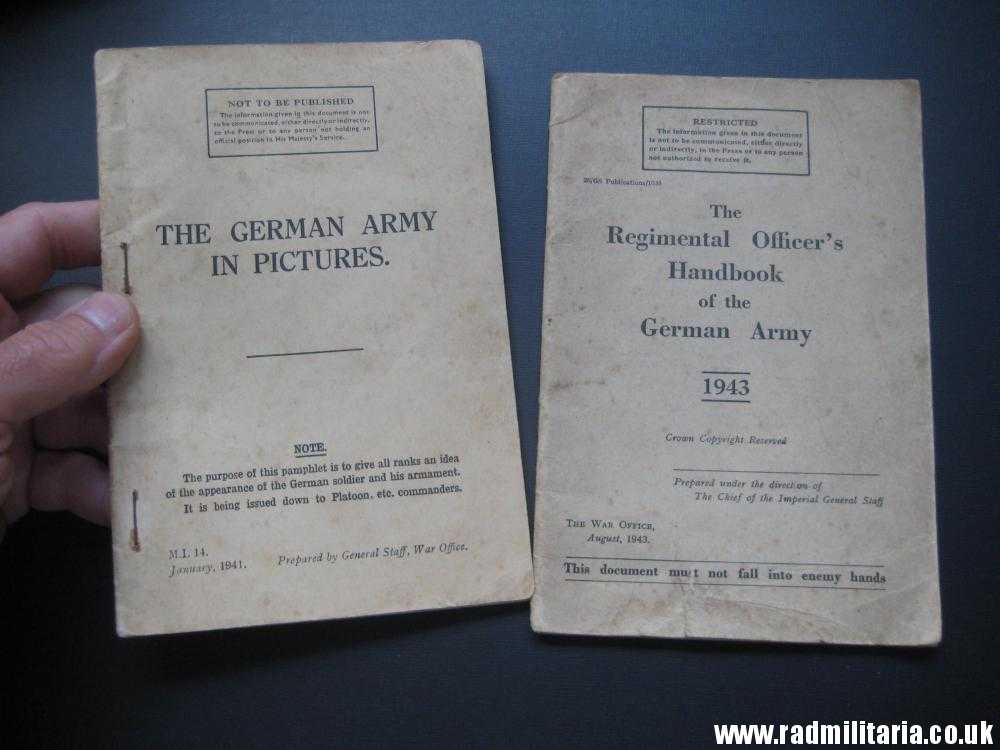 NOT TO BE PUBLISHED
The information given in this document is not
to be communicated, either directly or indirectly,
to the Press or to any person not holding an
official position in His Majesty's Service.
THE GERMAN ARMY
IN PICTURES.
NOTE.
The purpose of this pamphlet is to give all ranks an idea
of the appearance of the German soldier and his armament.
It is being issued down to Platoon, etc. commanders.
M.I. 14.
January, 1941.
Prepared by General Staff, War Office.
RESTRICTED
The information given in this document
is not to be communicated, either directly
or indirectly, to the Press or to any person
not authorized to receive it.
26/GS Publications/
The
Regimental Officer's
Handbook
of the
German Army
1943
Crown Copyright Reserved
Prepared under the direction of
The Chief of the Imperial General Staff
THE WAR OFFICE,
August, 1943.
This document must not fall into enemy hands
www.radmilitaria.co.uk